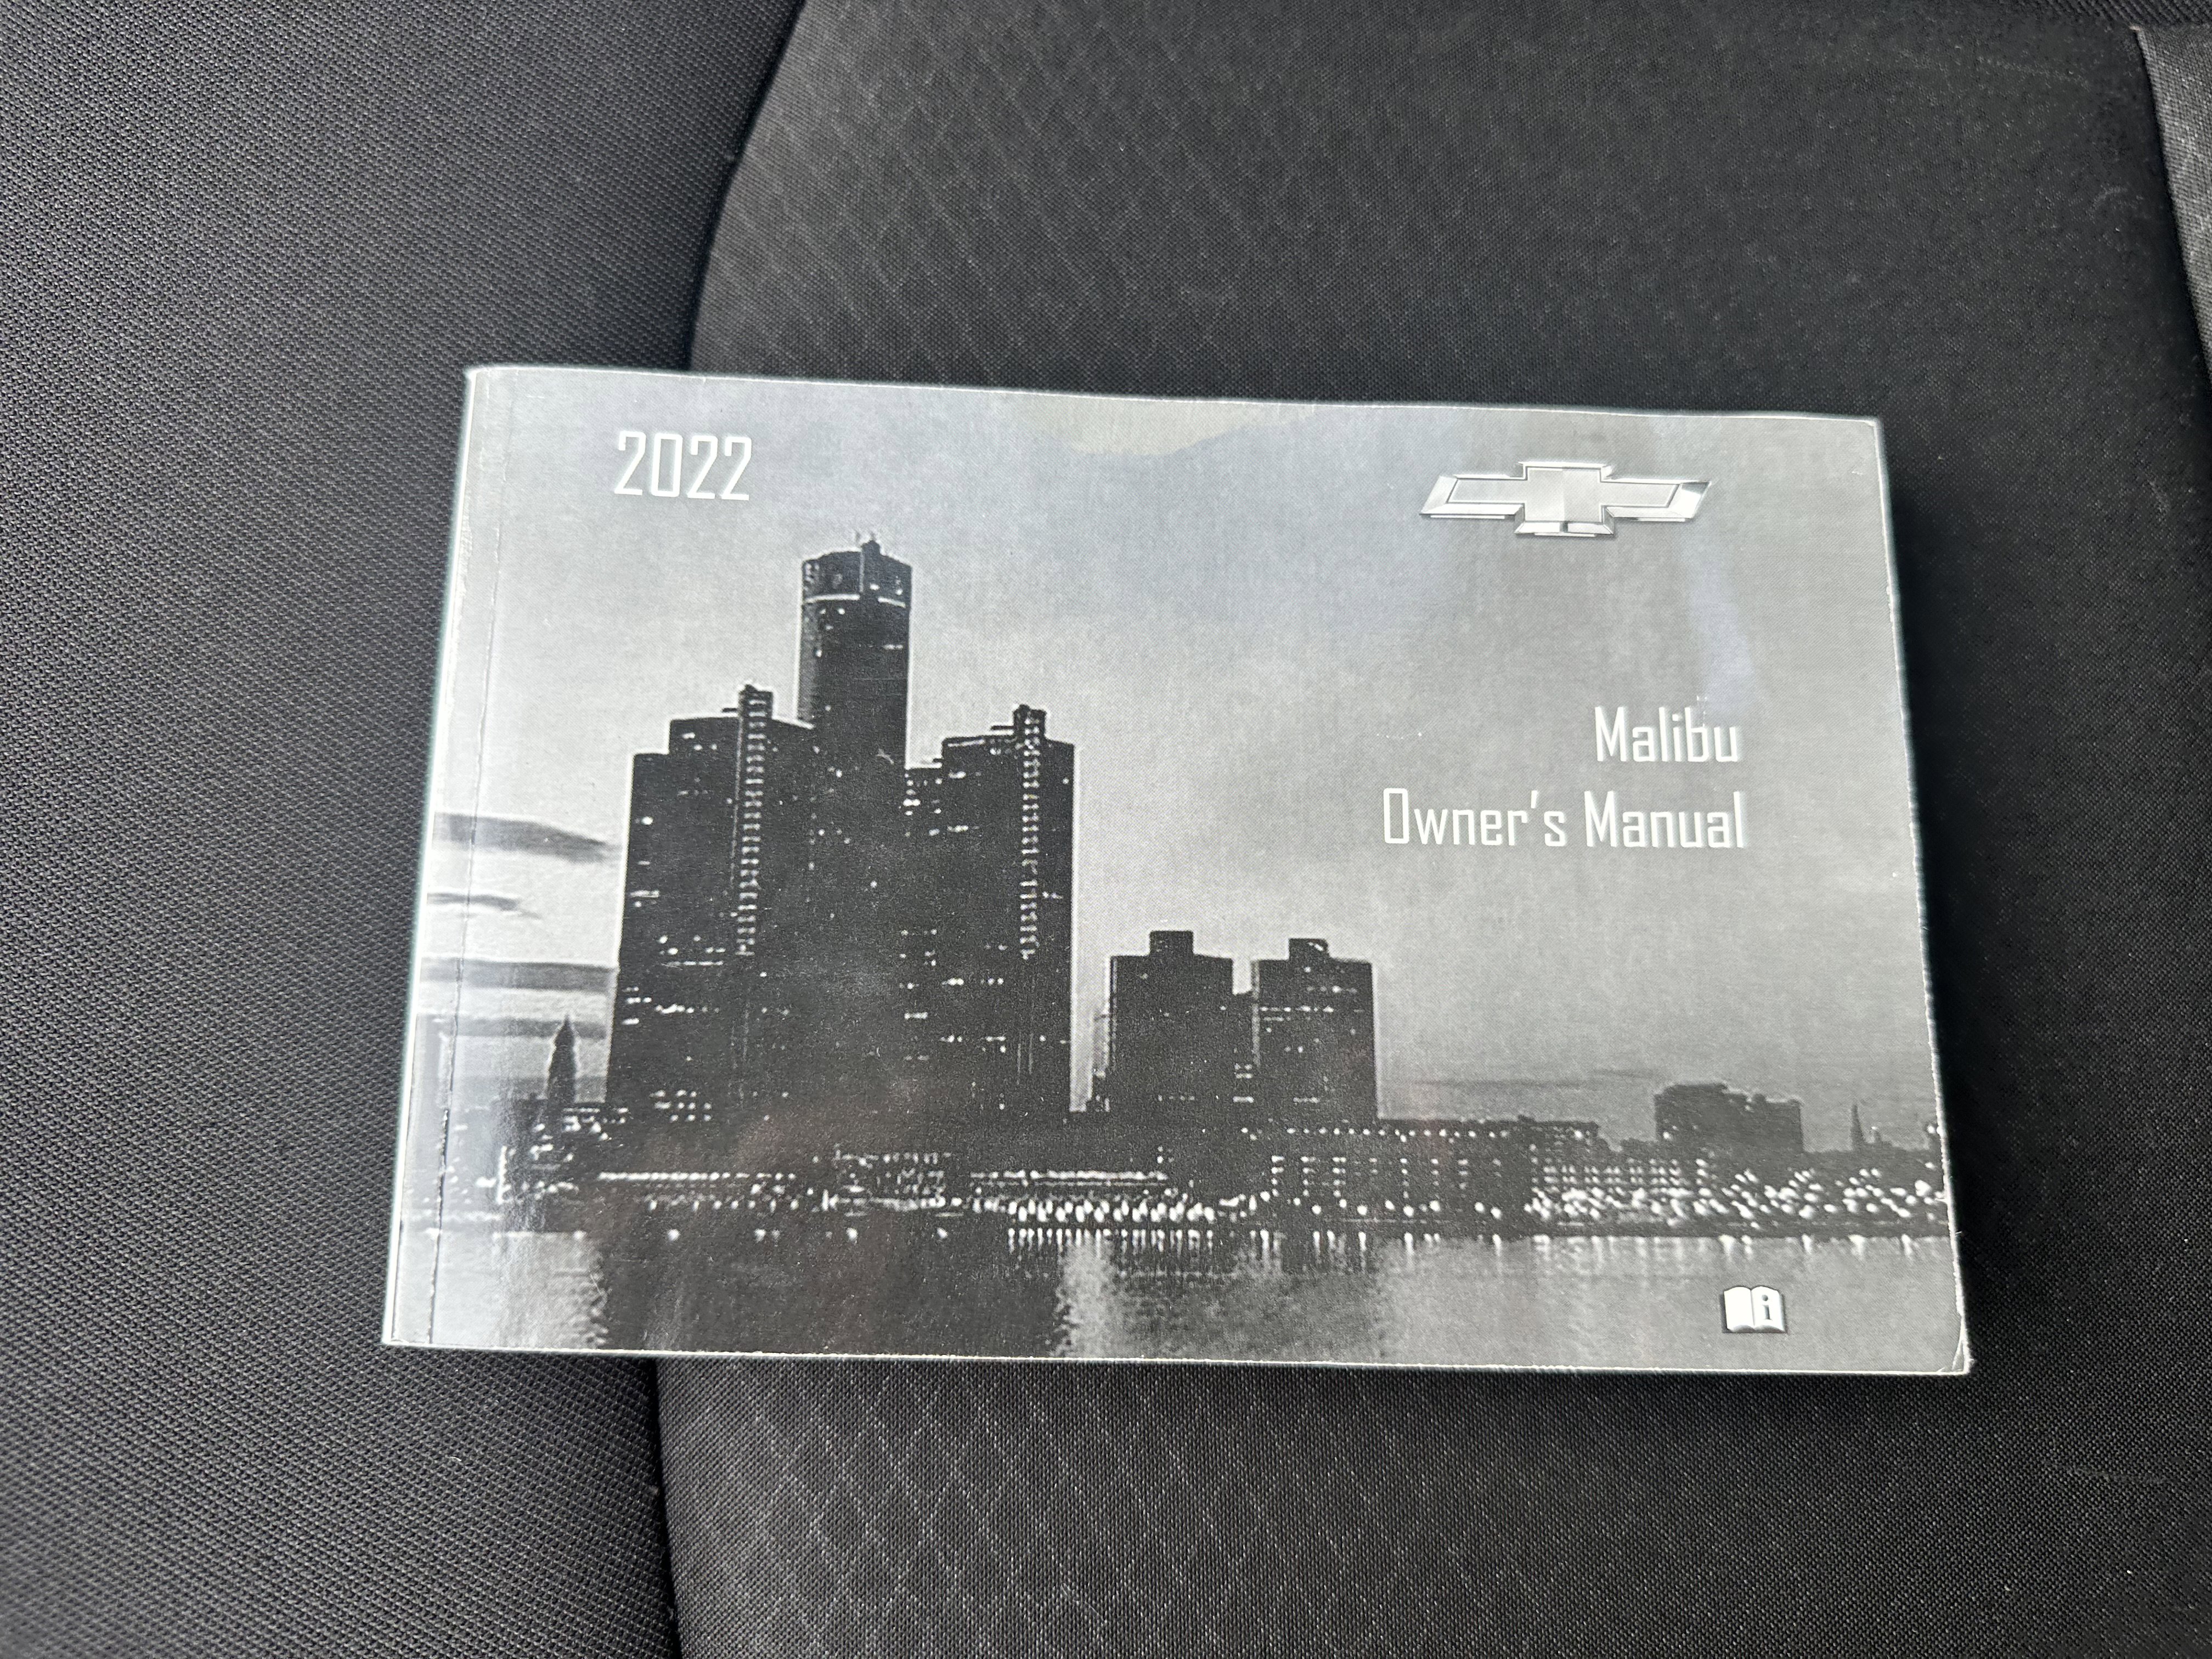 2022
Malibu
Owner's Manual
i